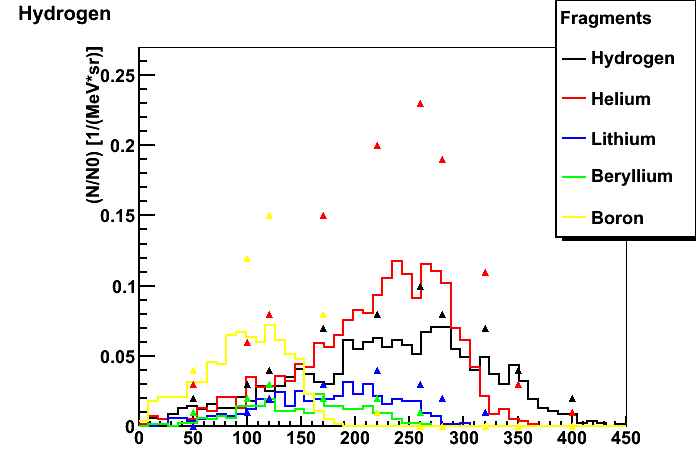 Hydrogen
Fragments
Hydrogen
Helium
Lithium
Beryllium
Boron
(N/N0) [1/(MeV*sr)]
0.25
0.2
0.15
0.1
0.05
0
0 50 100 150 200 250 300 350 400 450